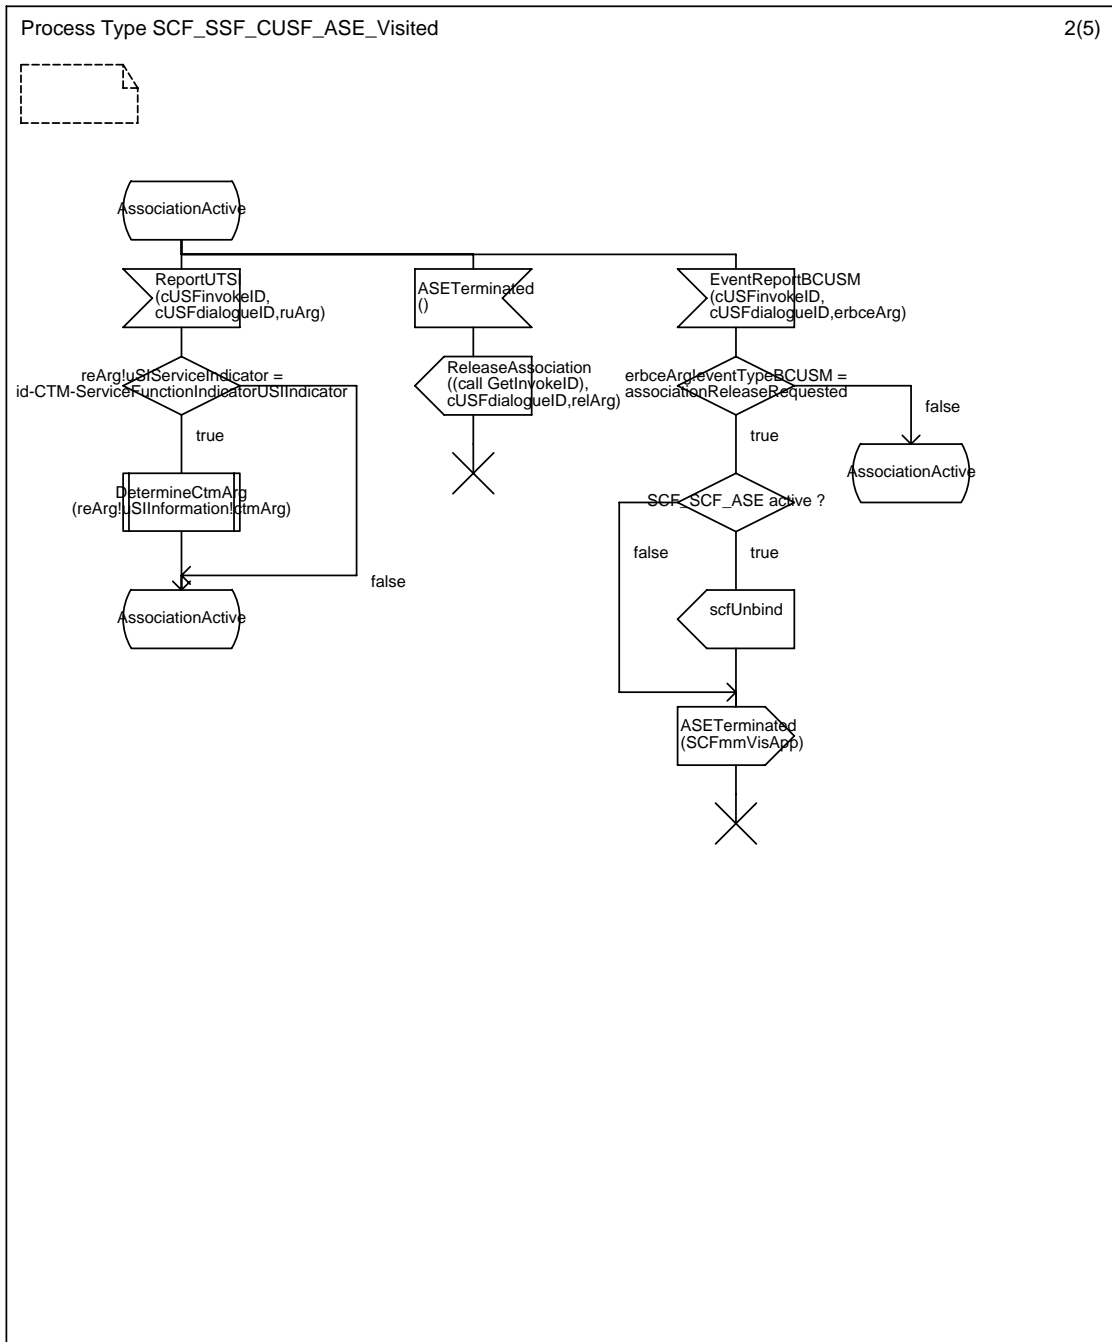 Process Type SCF_SSF_CUSF_ASE_Visited
2(5)
AssociationActive
ReportUTSI
(cUSFinvokeID,
cUSFdialogueID,ruArg)
ASETerminated
()
EventReportBCUSM
(cUSFinvokeID,
cUSFdialogueID,erbceArg)
reArg!uSIServiceIndicator =
id-CTM-ServiceFunctionIndicatorUSIIndicator
ReleaseAssociation
((call GetInvokeID),
cUSFdialogueID,relArg)
erbceArg!eventTypeBCUSM =
associationReleaseRequested
false
true
true
AssociationActive
DetermineCtmArg
(reArg!uSIInformation!ctmArg)
SCF_SCF_ASE active ?
false
true
false
AssociationActive
scfUnbind
ASETerminated
(SCFmmVisApp)